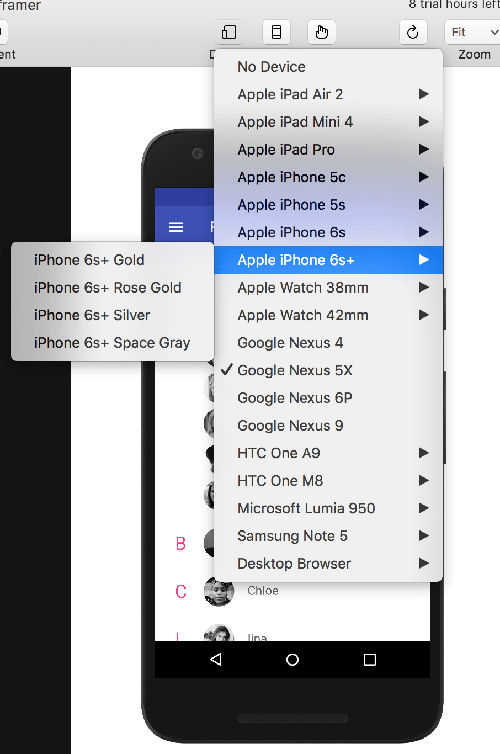 framer
8 trial hours left
Fit
Zoom
No Device
Apple iPad Air 2
Apple iPad Mini 4
Apple iPad Pro
Apple iPhone 5c
Apple iPhone 5s
Apple iPhone 6s
Apple iPhone 6s+
iPhone 6s+ Gold
iPhone 6s+ Rose Gold
iPhone 6s+ Silver
iPhone 6s+ Space Gray
Apple Watch 38mm
Apple Watch 42mm
Google Nexus 4
Google Nexus 5X
Google Nexus 6P
Google Nexus 9
HTC One A9
HTC One M8
Microsoft Lumia 950
Samsung Note 5
Desktop Browser
B
C
Chloe